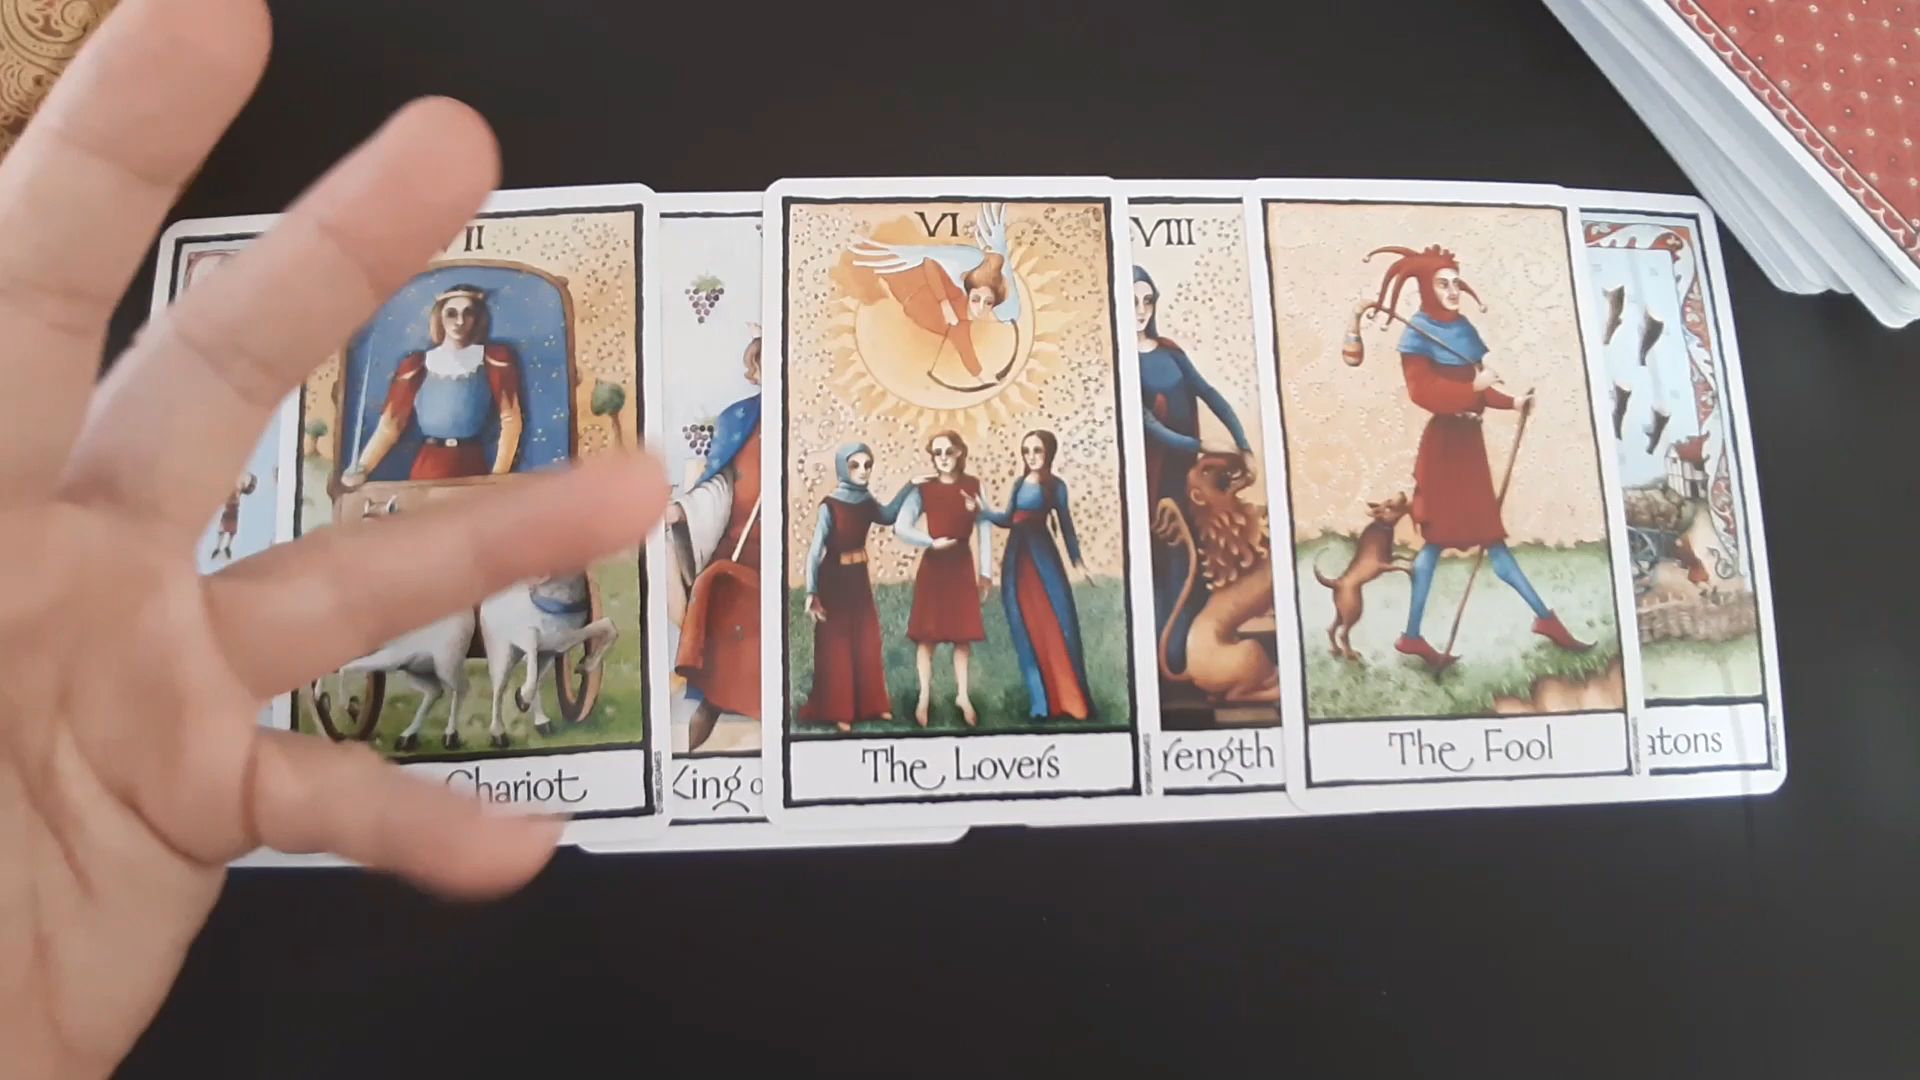 II
VI
VIII
Chariot
King o
The Lovers
rength
The Fool
atons